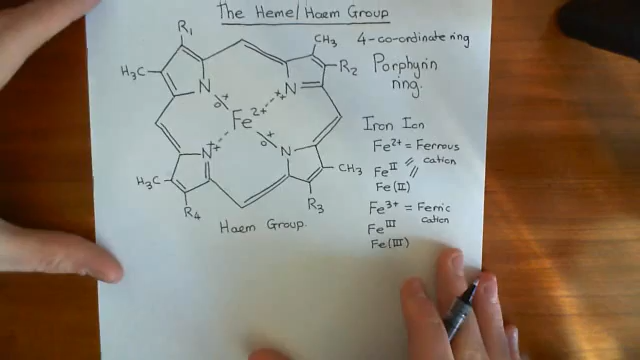 The Heme/Haem Group
R1
CH3
4-co-ordinate ring
H3C
N
N
R2
Porphyrin
ring.
Fe2+
Iron Ion
Fe2+ = Ferrous
cation
FeII
Fe(II)
N
N
H3C
CH3
Fe3+ = Ferric
cation
R4
R3
FeIII
Haem Group.
Fe(III)